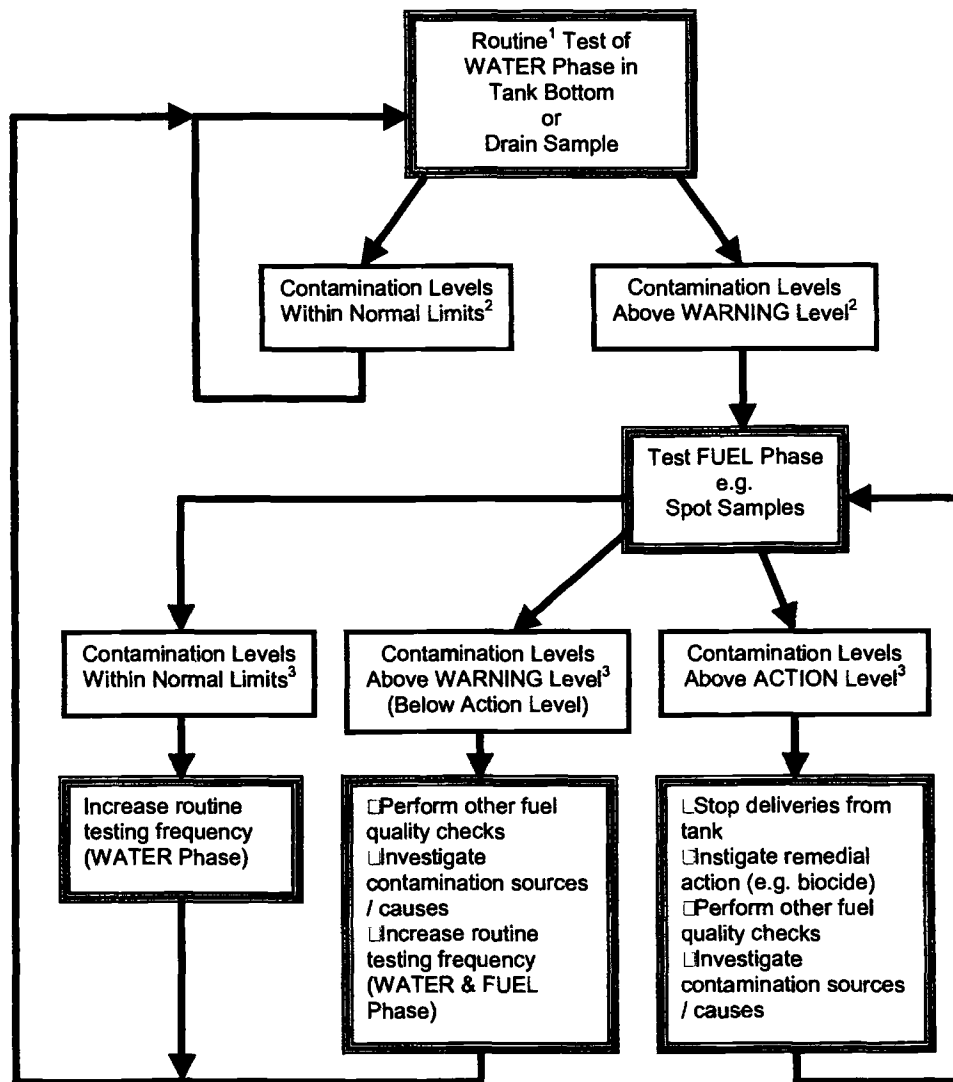 Routine¹ Test of
WATER Phase in
Tank Bottom
or
Drain Sample
Contamination Levels
Within Normal Limits²
Contamination Levels
Above WARNING Level²
Test FUEL Phase
e.g.
Spot Samples
Contamination Levels
Within Normal Limits³
Contamination Levels
Above WARNING Level³
(Below Action Level)
Contamination Levels
Above ACTION Level³
Increase routine
testing frequency
(WATER Phase)
□Perform other fuel
quality checks
□Investigate
contamination sources
/ causes
□Increase routine
testing frequency
(WATER & FUEL
Phase)
□Stop deliveries from
tank
□Instigate remedial
action (e.g. biocide)
□Perform other fuel
quality checks
□Investigate
contamination sources
/ causes